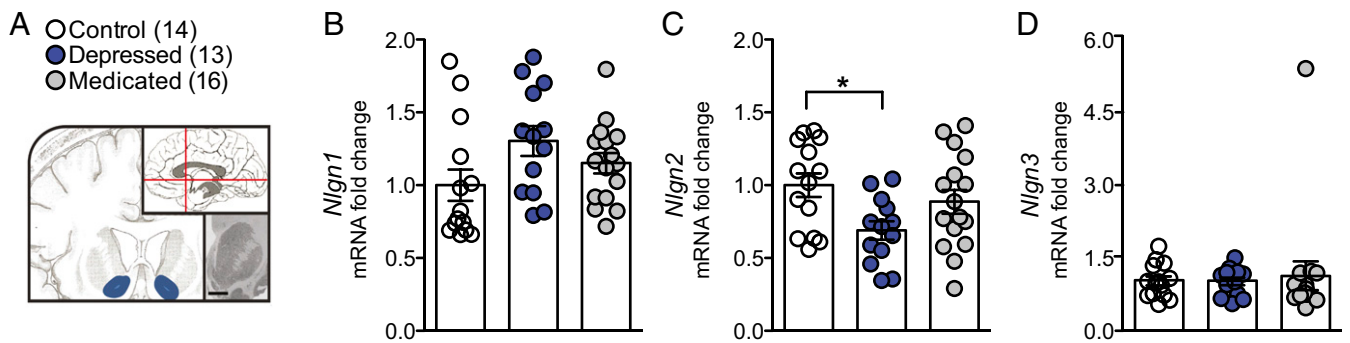 A
Control (14)
Depressed (13)
Medicated (16)
B
Nlgn1
mRNA fold change
2.0
1.5
1.0
0.5
0.0
C
Nlgn2
mRNA fold change
2.0
1.5
1.0
0.5
0.0
*
D
Nlgn3
mRNA fold change
6.0
4.5
3.0
1.5
0.0